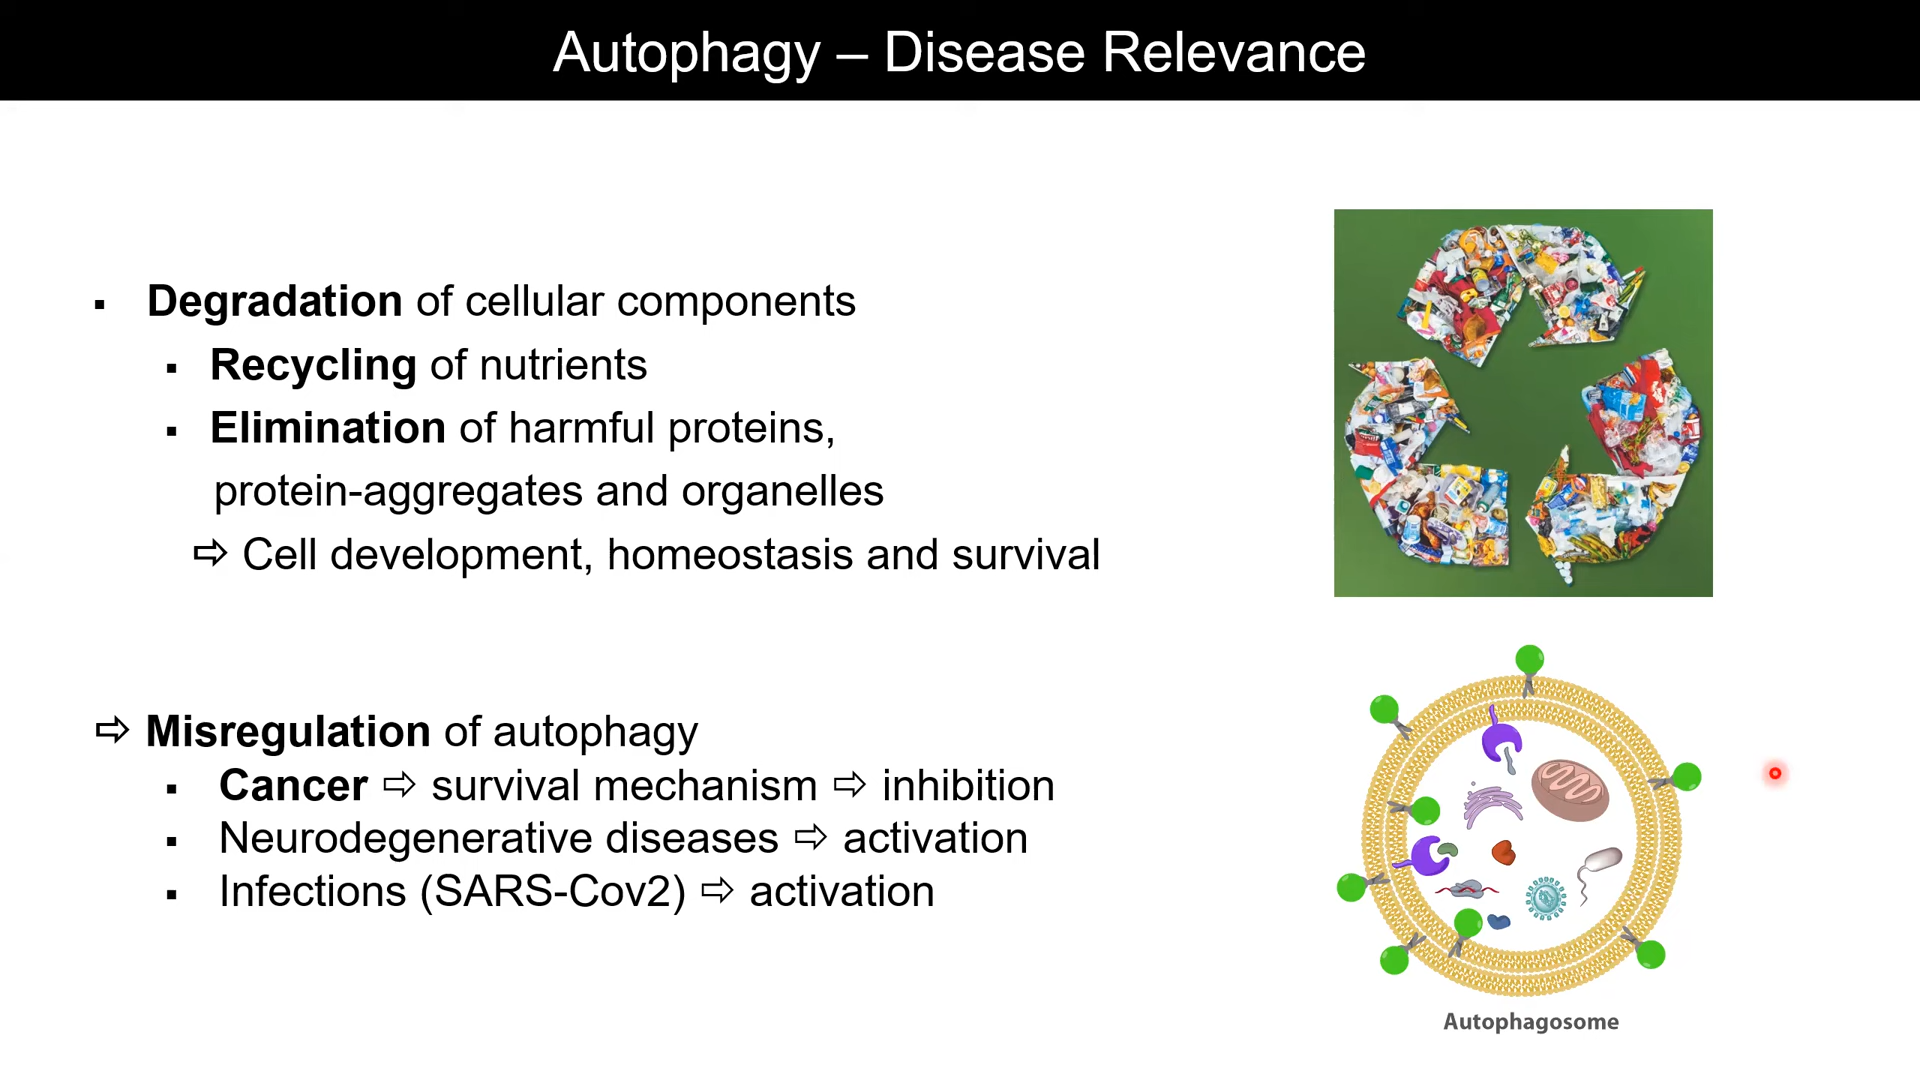 Autophagy – Disease Relevance
▪ Degradation of cellular components
▪ Recycling of nutrients
▪ Elimination of harmful proteins,
protein-aggregates and organelles
⇨ Cell development, homeostasis and survival
⇨ Misregulation of autophagy
▪ Cancer ⇨ survival mechanism ⇨ inhibition
▪ Neurodegenerative diseases ⇨ activation
▪ Infections (SARS-Cov2) ⇨ activation
Autophagosome